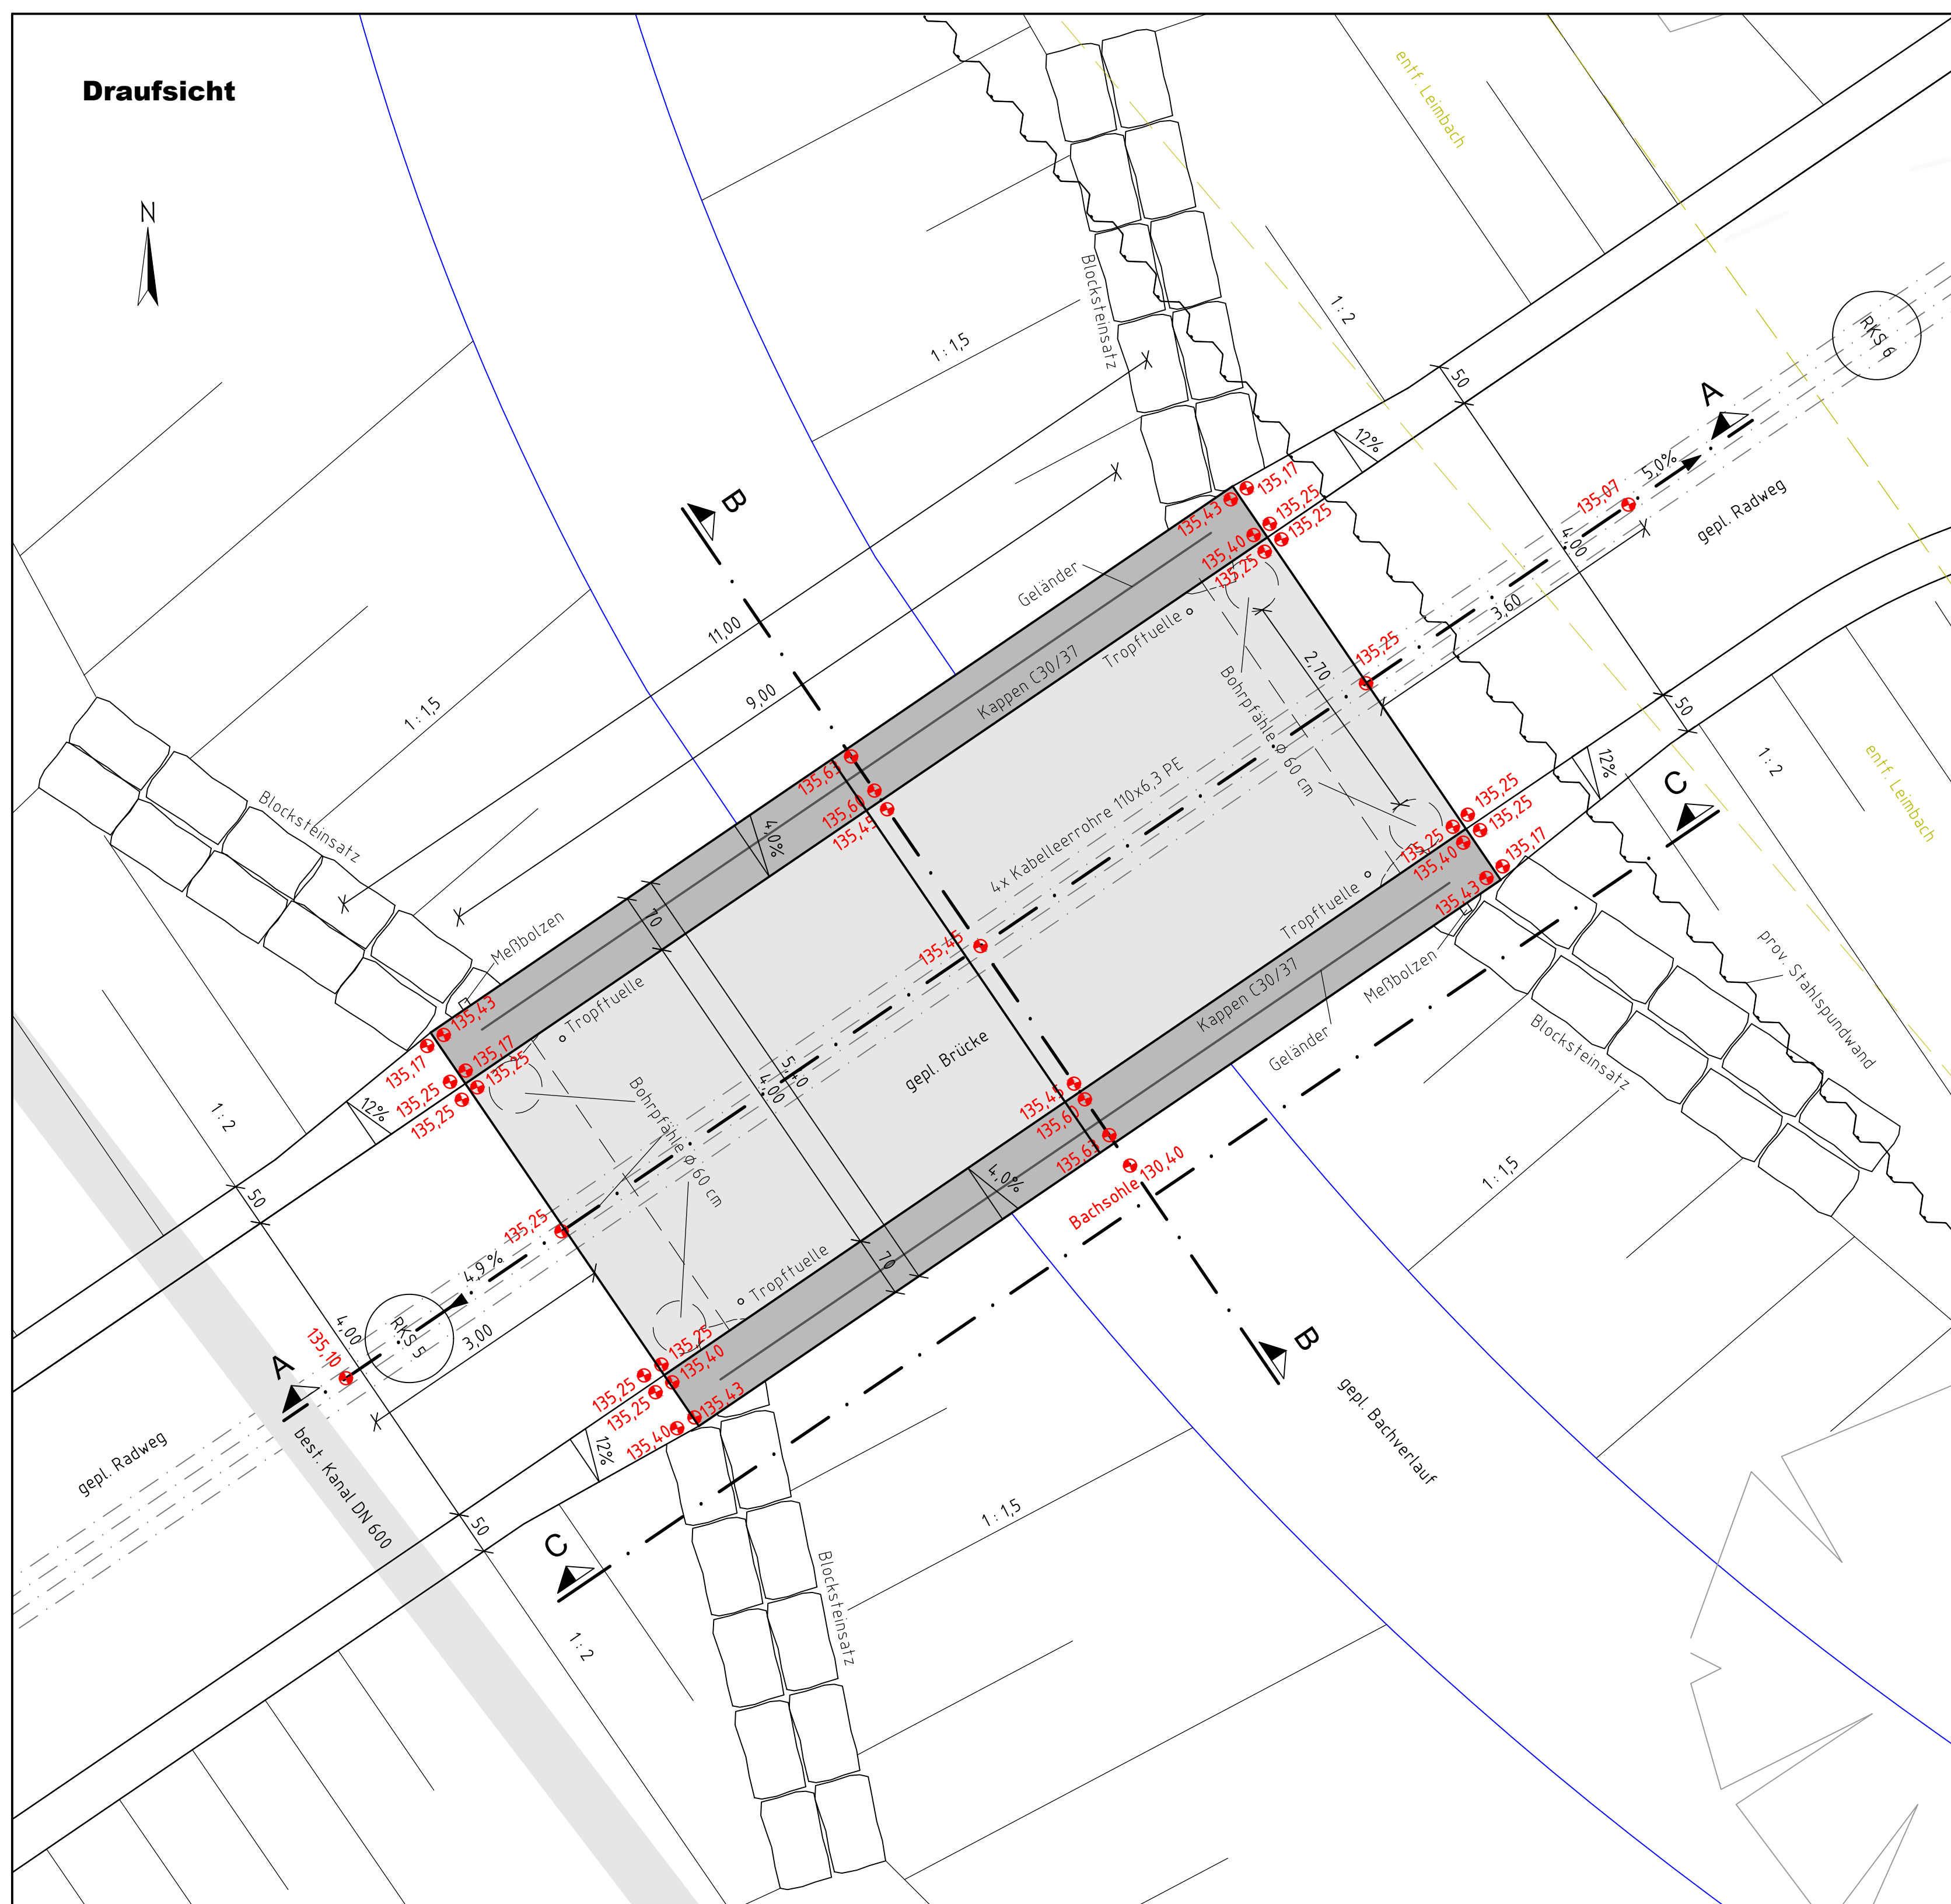 Draufsicht
N
entf. Leimbach
Blocksteinsatz
1 : 2
1 : 1,5
RKS 6
50
A
12%
135,17
135,43
135,25
135,25
135,40
135,25
5,0%
135,07
gepl. Radweg
4,00
3,60
B
Geländer
11,00
9,00
Tropftuelle
Kappen C30/37
2,70
135,25
Bohrpfähle Ø 60 cm
1 : 1,5
50
12%
C
1 : 2
entf. Leimbach
135,63
135,60
135,45
4,0%
4x Kabelleerrohre 110x6,3 PE
135,25
135,25
135,25
135,40
135,17
135,43
Blocksteinsatz
Meßbolzen
70
135,45
Tropftuelle
Kappen C30/37
Meßbolzen
prov. Stahlspundwand
Geländer
Blocksteinsatz
135,43
135,17
135,17
135,25
135,25
135,25
Tropftuelle
12%
1 : 2
gepl. Brücke
5,40
4,00
Bohrpfähle Ø 60 cm
135,45
135,60
135,63
4,0%
Bachsohle 130,40
1 : 1,5
50
135,25
4,9 %
70
Tropftuelle
RKS 5
4,00
3,00
135,10
A
B
gepl. Bachverlauf
135,25
135,40
135,25
135,25
135,43
135,40
12%
gepl. Radweg
best. Kanal DN 600
50
C
1 : 1,5
Blocksteinsatz
1 : 2